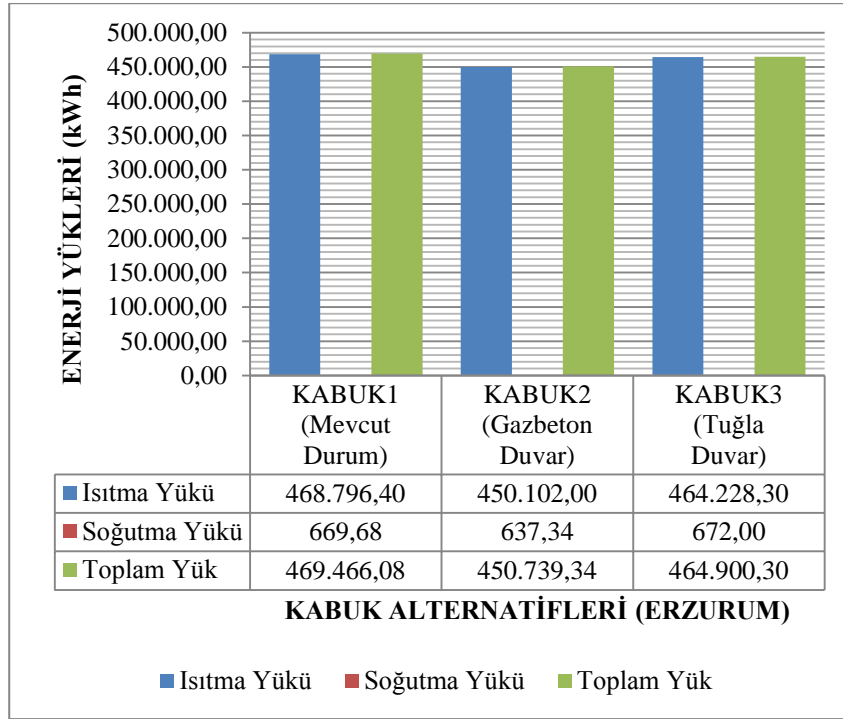 500.000,00
450.000,00
400.000,00
350.000,00
300.000,00
250.000,00
200.000,00
150.000,00
100.000,00
50.000,00
0,00
ENERJİ YÜKLERİ (kWh)
KABUK1 (Mevcut Durum) KABUK2 (Gazbeton Duvar) KABUK3 (Tuğla Duvar)
Isıtma Yükü 468.796,40 450.102,00 464.228,30
Soğutma Yükü 669,68 637,34 672,00
Toplam Yük 469.466,08 450.739,34 464.900,30
KABUK ALTERNATİFLERİ (ERZURUM)
Isıtma Yükü Soğutma Yükü Toplam Yük